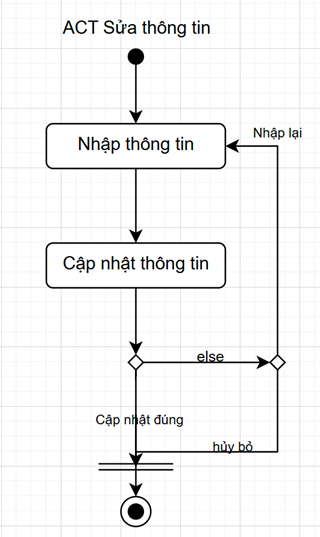 ACT Sửa thông tin
Nhập thông tin
Nhập lại
Cập nhật thông tin
else
Cập nhật đúng
hủy bỏ